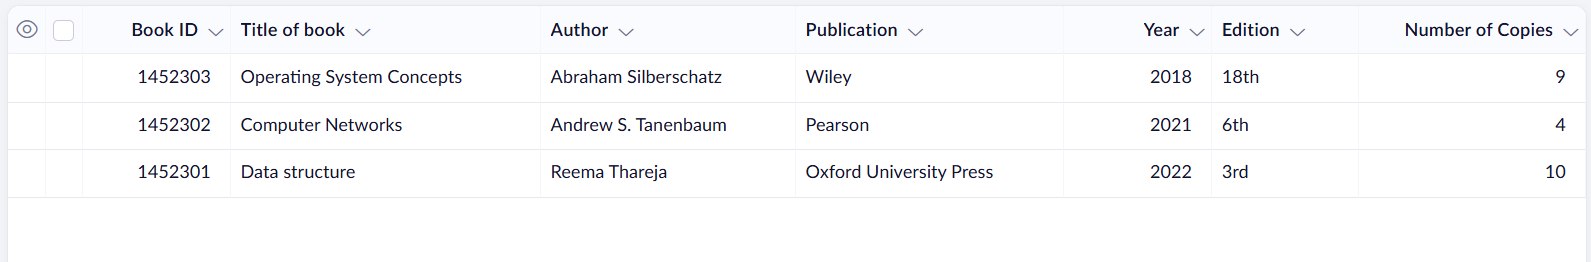 Book ID Title of book Author Publication Year Edition Number of Copies
1452303 Operating System Concepts Abraham Silberschatz Wiley 2018 18th 9
1452302 Computer Networks Andrew S. Tanenbaum Pearson 2021 6th 4
1452301 Data structure Reema Thareja Oxford University Press 2022 3rd 10